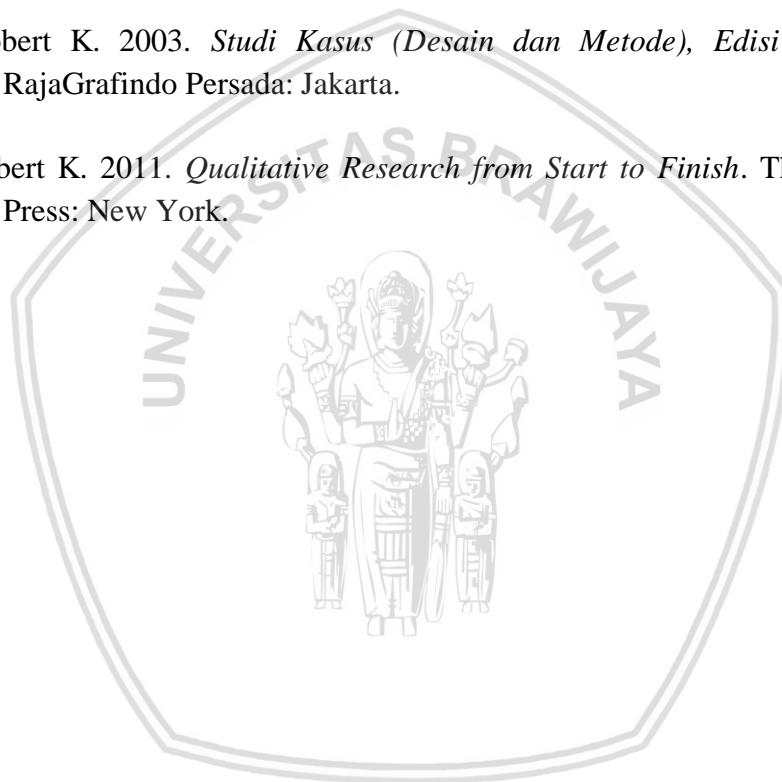 obert K. 2003. Studi Kasus (Desain dan Metode), Edisi
RajaGrafindo Persada: Jakarta.
bert K. 2011. Qualitative Research from Start to Finish. Th
Press: New York.
UNIVERSITAS BRAWIJAYA